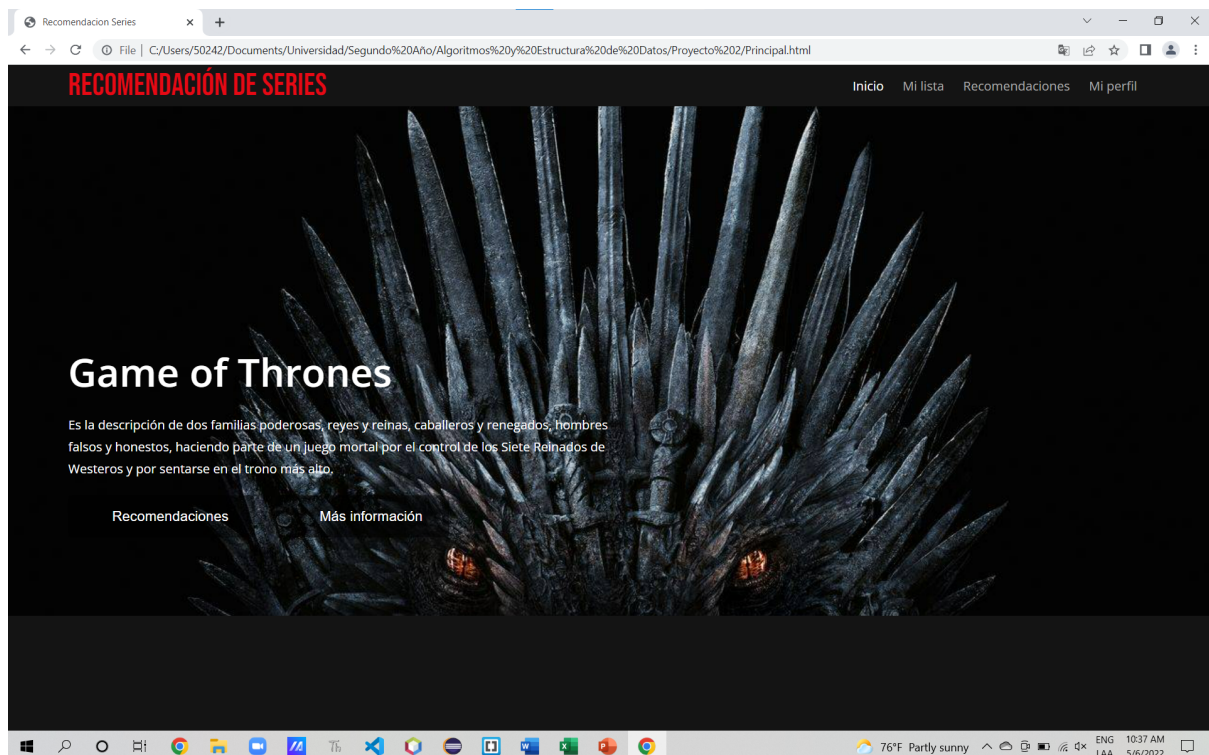 Recomendacion Series
File | C:/Users/50242/Documents/Universidad/Segundo%20Año/Algoritmos%20y%20Estructura%20de%20Datos/Proyecto%202/Principal.html
RECOMENDACIÓN DE SERIES
Inicio Mi lista Recomendaciones Mi perfil
Game of Thrones
Es la descripción de dos familias poderosas, reyes y reinas, caballeros y renegados, hombres
falsos y honestos, haciendo parte de un juego mortal por el control de los Siete Reinados de
Westeros y por sentarse en el trono más alto.
Recomendaciones Más información
76°F Partly sunny
ENG
LAA
10:37 AM
5/6/2022